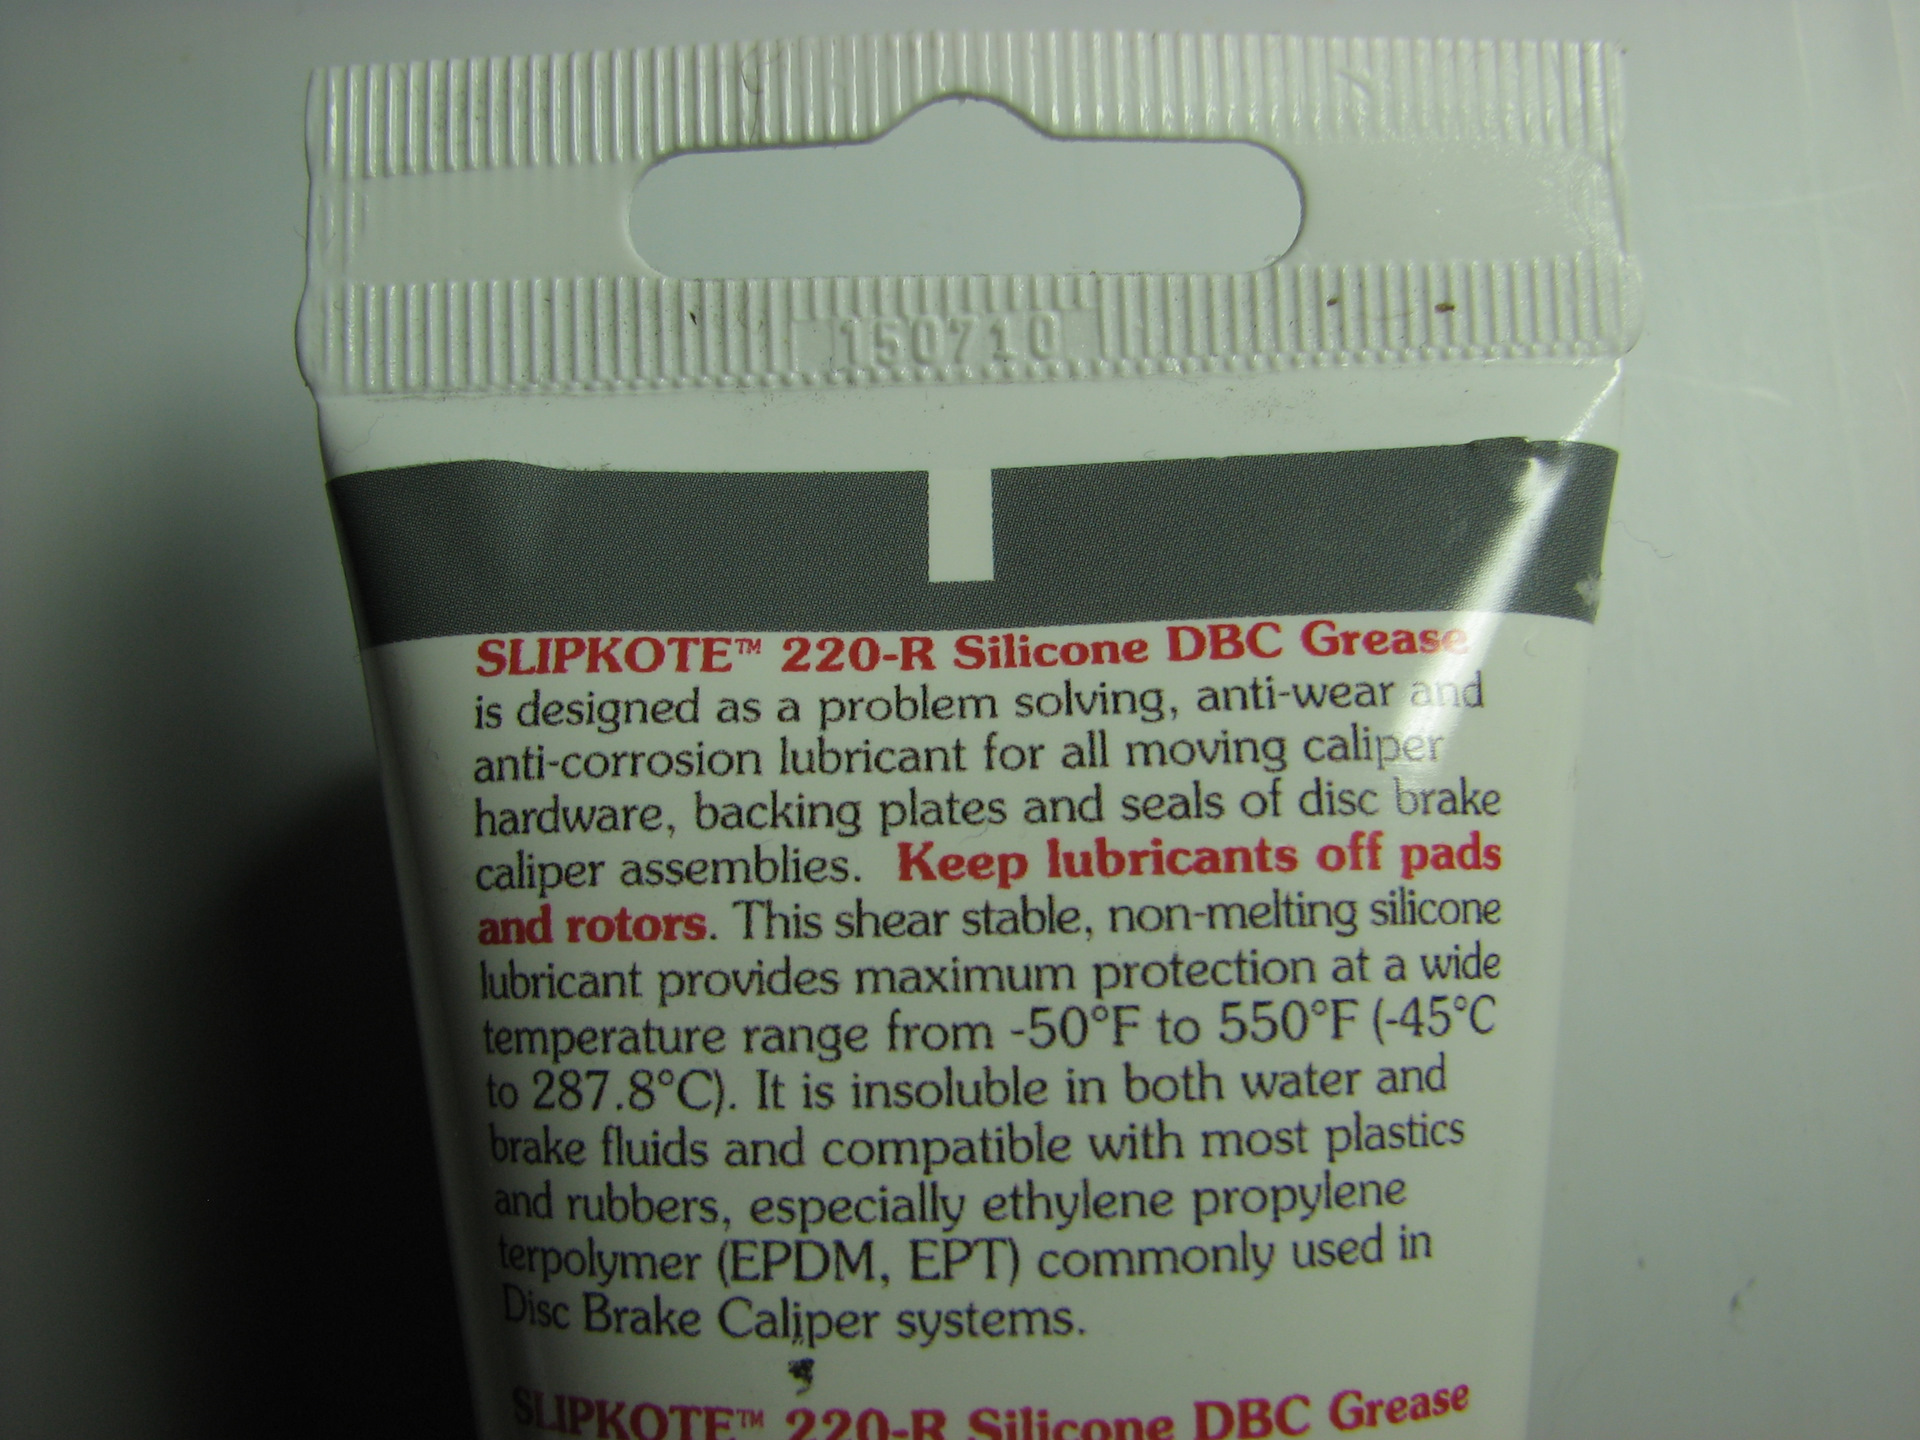 150710
SLIPKOTE™ 220-R Silicone DBC Grease
is designed as a problem solving, anti-wear and
anti-corrosion lubricant for all moving caliper
hardware, backing plates and seals of disc brake
caliper assemblies. Keep lubricants off pads
and rotors. This shear stable, non-melting silicone
lubricant provides maximum protection at a wide
temperature range from -50°F to 550°F (-45°C
to 287.8°C). It is insoluble in both water and
brake fluids and compatible with most plastics
and rubbers, especially ethylene propylene
terpolymer (EPDM, EPT) commonly used in
Disc Brake Caliper systems.
SLIPKOTE™ 220-R Silicone DBC Grease